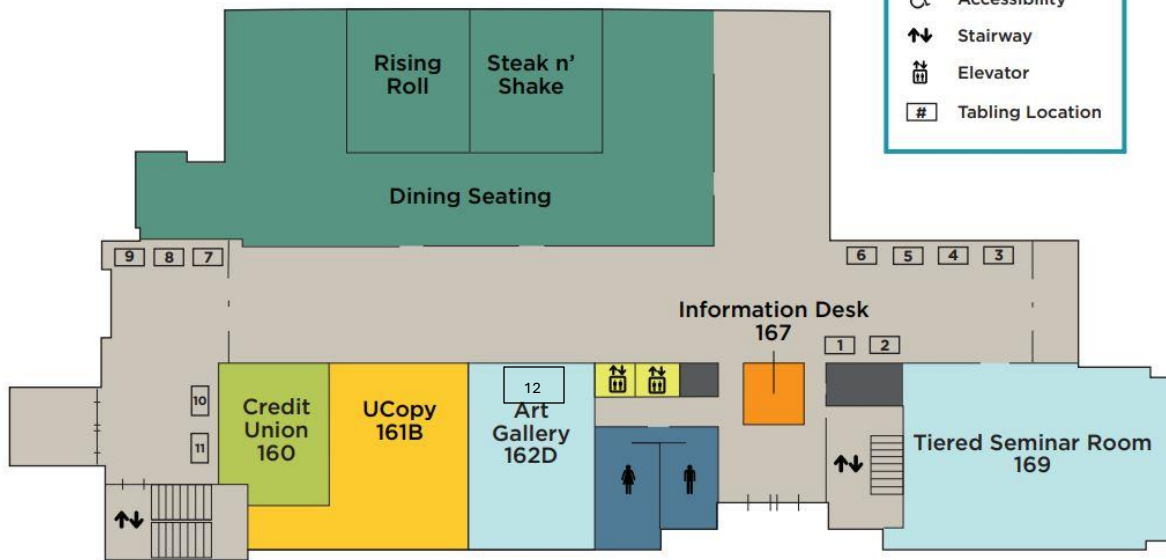 Accessibility
Stairway
Elevator
# Tabling Location
Rising
Roll
Steak n'
Shake
Dining Seating
9 8 7
6 5 4 3
Information Desk
167
1 2
10
11
Credit
Union
160
UCopy
161B
12
Art
Gallery
162D
Tiered Seminar Room
169